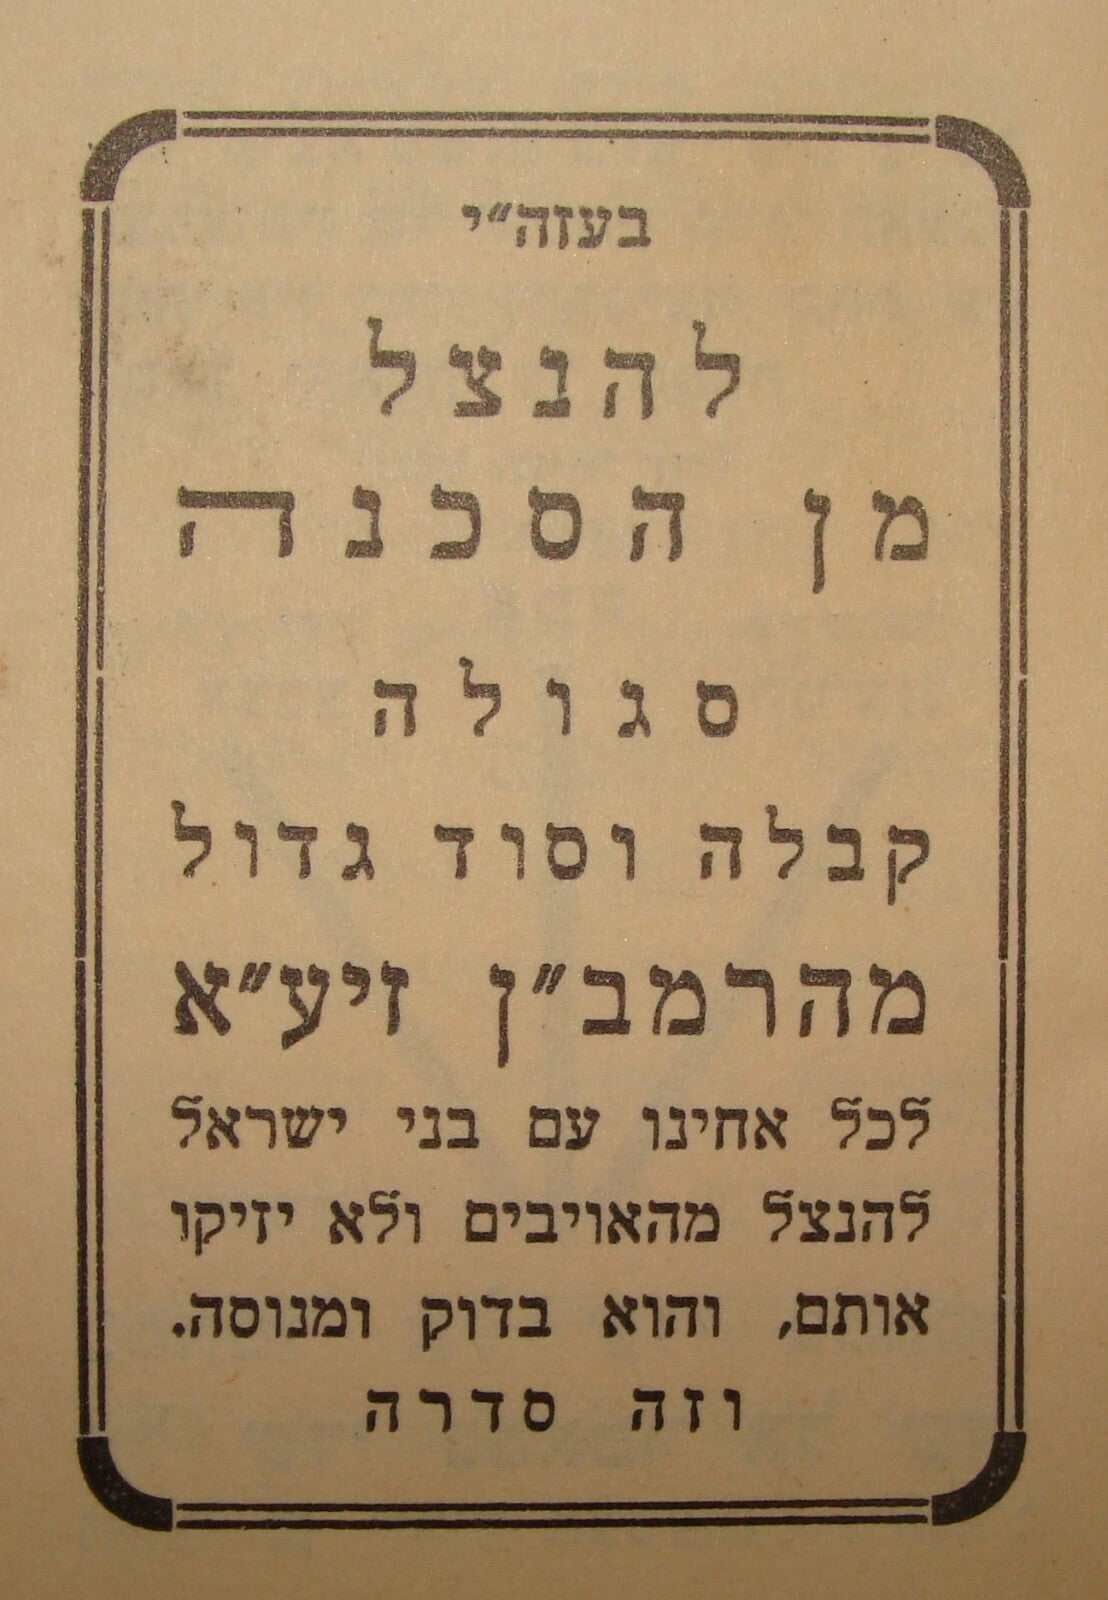 בעזה״י
להנצל
מן הסכנה
סגולה
קבלה וסוד גדול
מהרמב״ן זיע״א
לכל אחינו עם בני ישראל
להנצל מהאויבים ולא יזיקו
אותם, והוא בדוק ומנוסה.
וזה סדרה